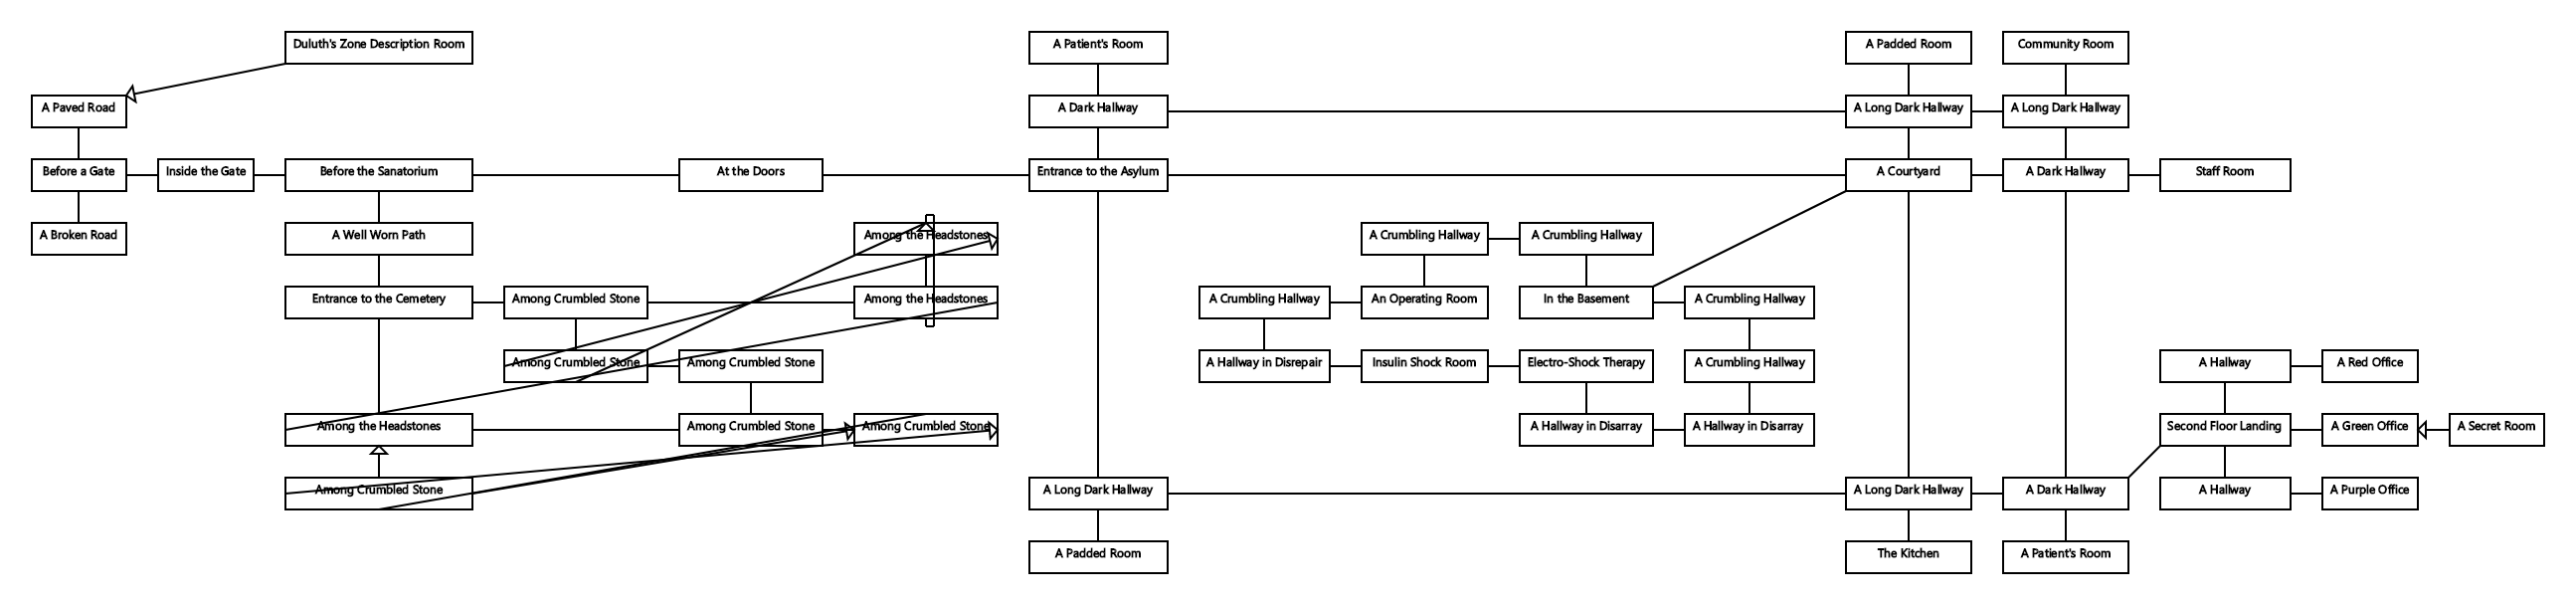 Duluth's Zone Description Room
A Patient's Room
A Padded Room
Community Room
A Paved Road
A Dark Hallway
A Long Dark Hallway
A Long Dark Hallway
Before a Gate
Inside the Gate
Before the Sanatorium
At the Doors
Entrance to the Asylum
A Courtyard
A Dark Hallway
Staff Room
A Broken Road
A Well Worn Path
Among the Headstones
A Crumbling Hallway
A Crumbling Hallway
Entrance to the Cemetery
Among Crumbled Stone
Among the Headstones
A Crumbling Hallway
An Operating Room
In the Basement
A Crumbling Hallway
Among Crumbled Stone
Among Crumbled Stone
A Hallway in Disrepair
Insulin Shock Room
Electro-Shock Therapy
A Crumbling Hallway
A Hallway
A Red Office
Among the Headstones
Among Crumbled Stone
Among Crumbled Stone
A Hallway in Disarray
A Hallway in Disarray
Second Floor Landing
A Green Office
A Secret Room
Among Crumbled Stone
A Long Dark Hallway
A Long Dark Hallway
A Dark Hallway
A Hallway
A Purple Office
A Padded Room
The Kitchen
A Patient's Room